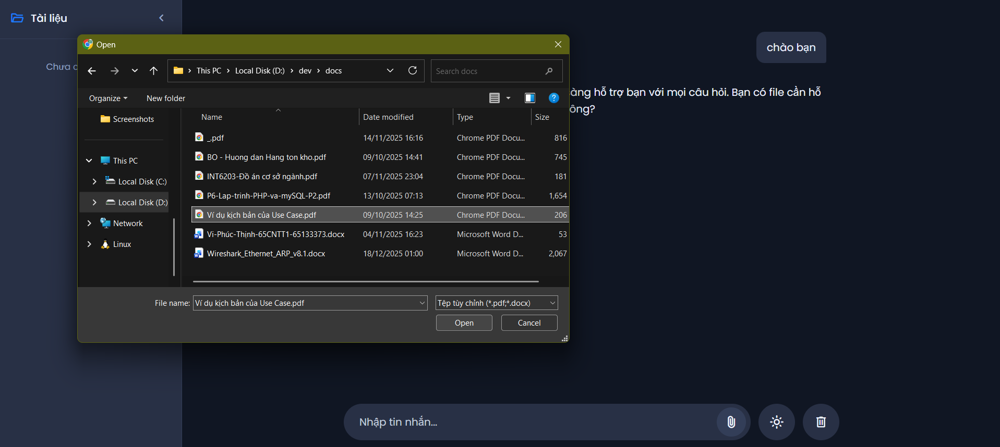 Tài liệu
Chưa c
chào bạn
àng hỗ trợ bạn với mọi câu hỏi. Bạn có file cần hỗ
ông?
Open
This PC > Local Disk (D:) > dev > docs
Search docs
Organize
New folder
Name Date modified Type Size
Screenshots
This PC
Local Disk (C:)
Local Disk (D:)
Network
Linux
_.pdf 14/11/2025 16:16 Chrome PDF Docu... 816
BO - Huong dan Hang ton kho.pdf 09/10/2025 14:41 Chrome PDF Docu... 745
INT6203-Đồ án cơ sở ngành.pdf 07/11/2025 23:04 Chrome PDF Docu... 181
P6-Lap-trinh-PHP-va-mySQL-P2.pdf 13/10/2025 07:13 Chrome PDF Docu... 1,654
Ví dụ kịch bản của Use Case.pdf 09/10/2025 14:25 Chrome PDF Docu... 206
Vi-Phúc-Thịnh-65CNTT1-65133373.docx 04/11/2025 16:23 Microsoft Word D... 53
Wireshark_Ethernet_ARP_v8.1.docx 18/12/2025 01:00 Microsoft Word D... 2,067
File name: Ví dụ kịch bản của Use Case.pdf
Tệp tùy chỉnh (*.pdf;*.docx)
Open
Cancel
Nhập tin nhắn...